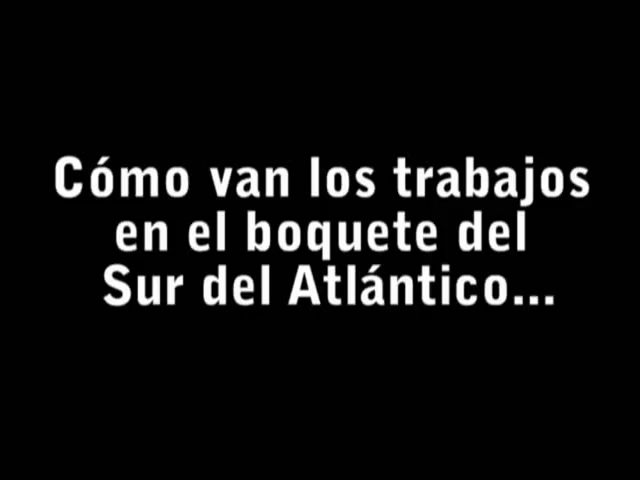 Cómo van los trabajos
en el boquete del
Sur del Atlántico...